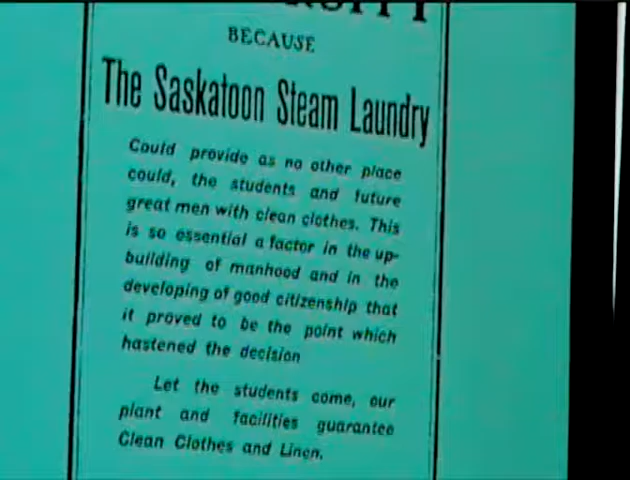 BECAUSE
The Saskatoon Steam Laundry
Could provide as no other place
could, the students and future
great men with clean clothes. This
is so essential a factor in the up-
building of manhood and in the
developing of good citizenship that
it proved to be the point which
hastened the decision
Let the students come, our
plant and facilities guarantee
Clean Clothes and Linen.